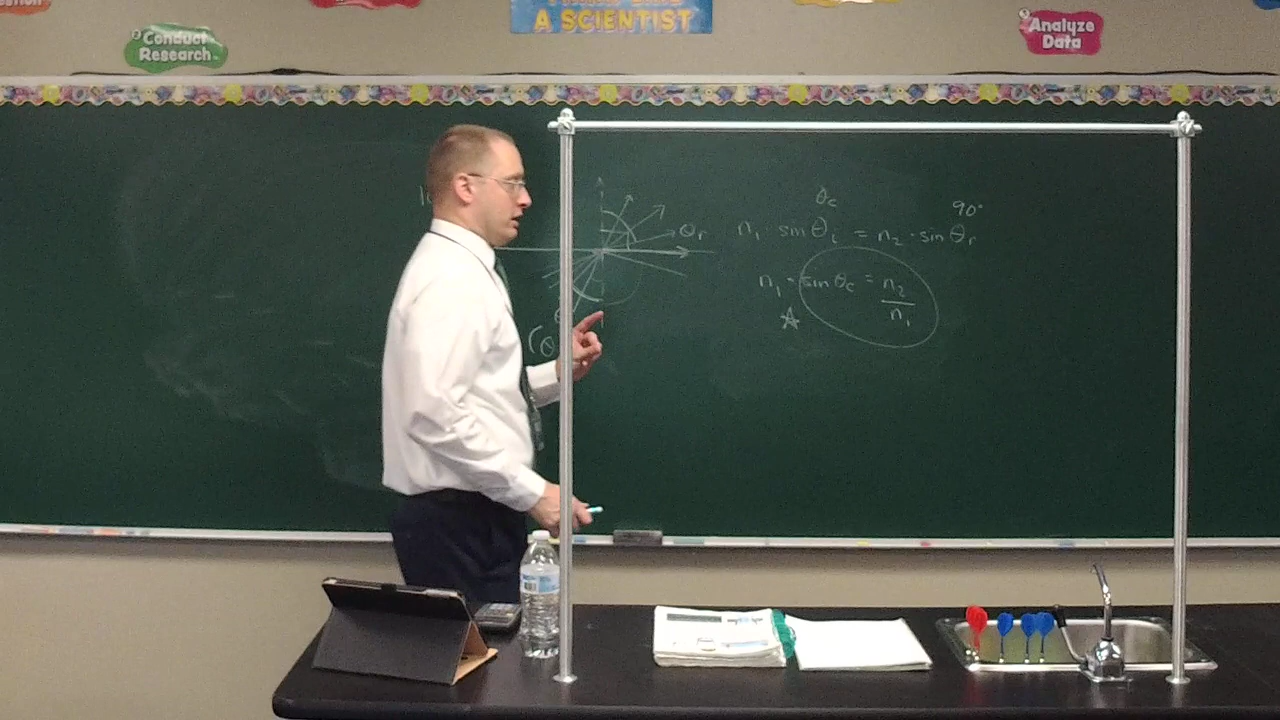 A SCIENTIST
2 Conduct
Research
Analyze
Data
θc
90°
n₁ sin θi = n₂ · sin θr
θr
n₁ · sin θc = n₂
n₁
(θ